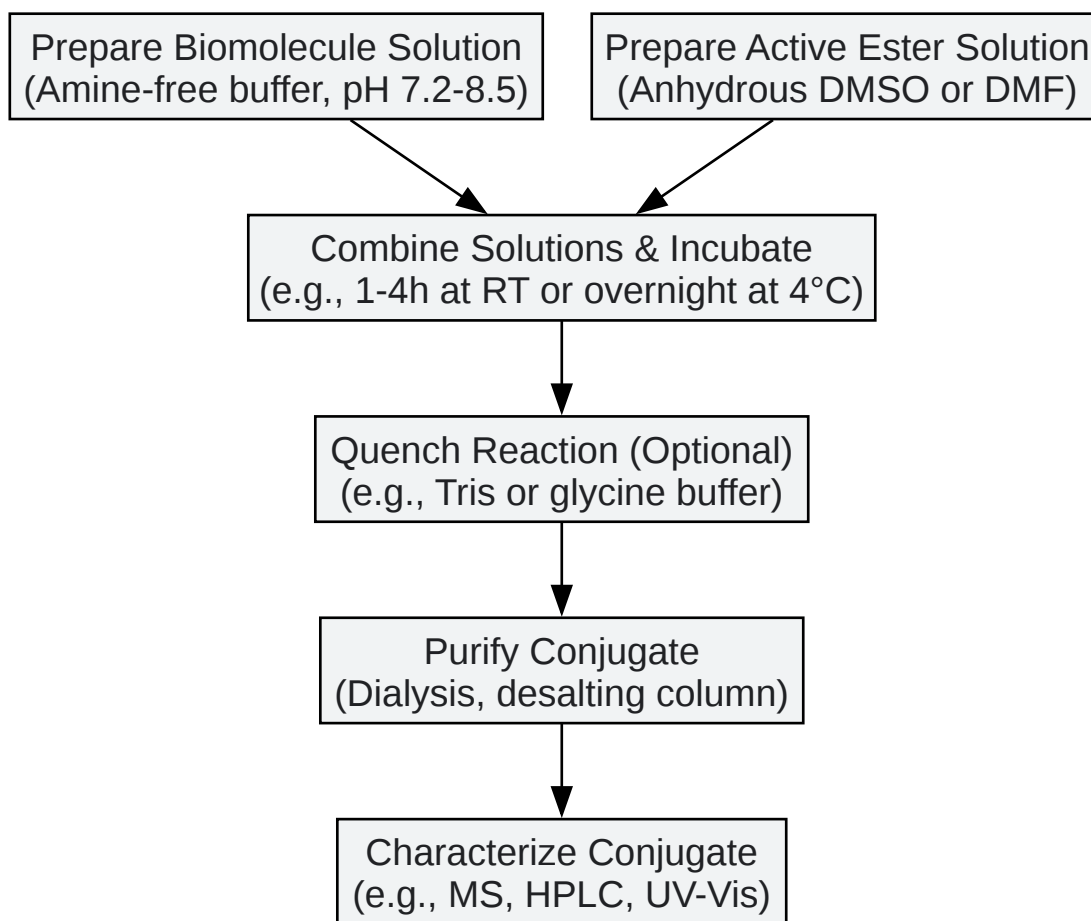 Prepare Biomolecule Solution
(Amine-free buffer, pH 7.2-8.5)
Prepare Active Ester Solution
(Anhydrous DMSO or DMF)
Combine Solutions & Incubate
(e.g., 1-4h at RT or overnight at 4°C)
Quench Reaction (Optional)
(e.g., Tris or glycine buffer)
Purify Conjugate
(Dialysis, desalting column)
Characterize Conjugate
(e.g., MS, HPLC, UV-Vis)